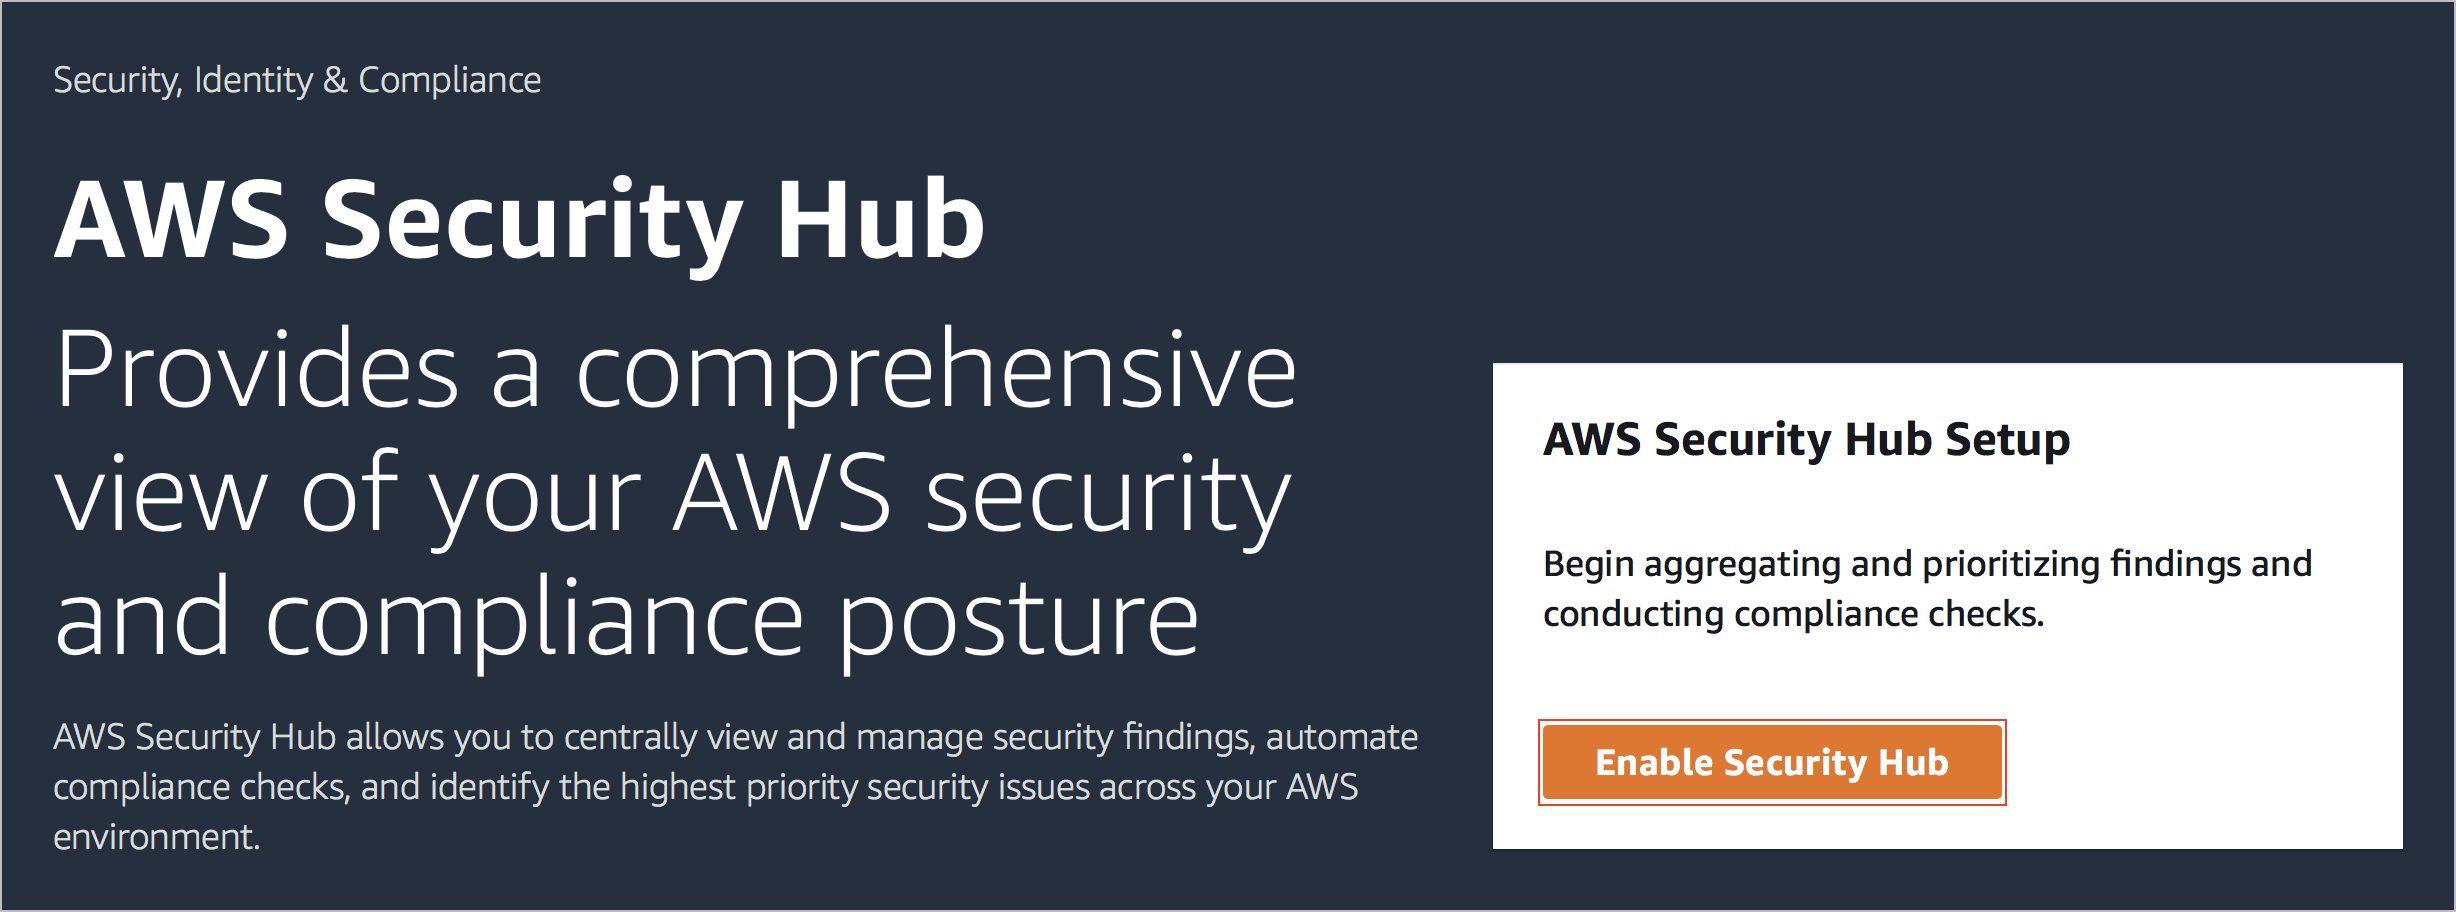 Security, Identity & Compliance
AWS Security Hub
Provides a comprehensive
view of your AWS security
and compliance posture
AWS Security Hub allows you to centrally view and manage security findings, automate
compliance checks, and identify the highest priority security issues across your AWS
environment.
AWS Security Hub Setup
Begin aggregating and prioritizing findings and
conducting compliance checks.
Enable Security Hub